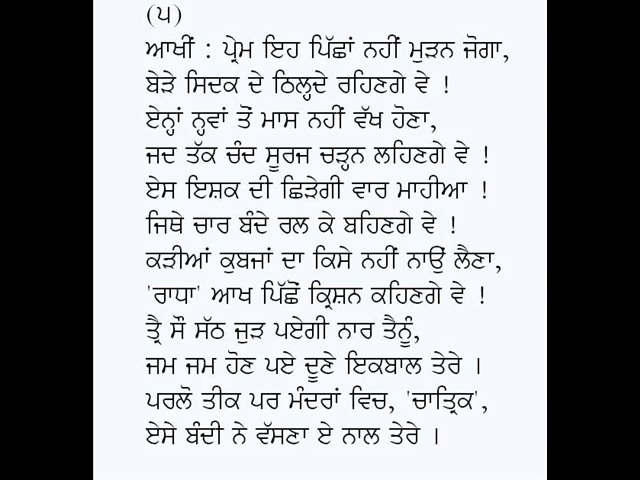 (ਪ)
ਆਖੀਂ : ਪ੍ਰੇਮ ਇਹ ਪਿੱਛਾਂ ਨਹੀਂ ਮੁੜਨ ਜੋਗਾ,
ਬੇੜੇ ਸਿਦਕ ਦੇ ਠਿਲ੍ਹਦੇ ਰਹਿਣਗੇ ਵੇ !
ਏਨ੍ਹਾਂ ਨ੍ਹਵਾਂ ਤੋਂ ਮਾਸ ਨਹੀਂ ਵੱਖ ਹੋਣਾ,
ਜਦ ਤੱਕ ਚੰਦ ਸੂਰਜ ਚੜ੍ਹਨ ਲਹਿਣਗੇ ਵੇ !
ਏਸ ਇਸ਼ਕ ਦੀ ਛਿੜੇਗੀ ਵਾਰ ਮਾਹੀਆ !
ਜਿਥੇ ਚਾਰ ਬੰਦੇ ਰਲ ਕੇ ਬਹਿਣਗੇ ਵੇ !
ਕੜੀਆਂ ਕੁਬਜਾਂ ਦਾ ਕਿਸੇ ਨਹੀਂ ਨਾਉਂ ਲੈਣਾ,
'ਰਾਧਾ' ਆਖ ਪਿੱਛੋਂ ਕ੍ਰਿਸ਼ਨ ਕਹਿਣਗੇ ਵੇ !
ਤ੍ਰੈ ਸੌ ਸੱਠ ਜੁੜ ਪਏਗੀ ਨਾਰ ਤੈਨੂੰ,
ਜਮ ਜਮ ਹੋਣ ਪਏ ਦੂਣੇ ਇਕਬਾਲ ਤੇਰੇ ।
ਪਰਲੋ ਤੀਕ ਪਰ ਮੰਦਰਾਂ ਵਿਚ, 'ਚਾਤ੍ਰਿਕ',
ਏਸੇ ਬੰਦੀ ਨੇ ਵੱਸਣਾ ਏ ਨਾਲ ਤੇਰੇ ।